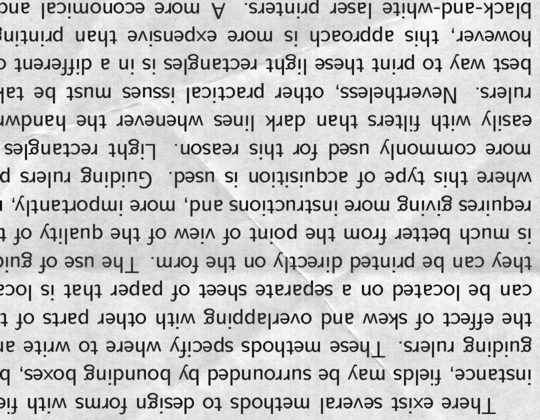 There exist several methods to design forms with fie
instance, fields may be surrounded by bounding boxes, b
guiding rulers. These methods specify where to write an
the effect of skew and overlapping with other parts of t
can be located on a separate sheet of paper that is loca
they can be printed directly on the form. The use of guid
is much better from the point of view of the quality of t
requires giving more instructions and, more importantly,
where this type of acquisition is used. Guiding rulers p
more commonly used for this reason. Light rectangles
easily with filters than dark lines whenever the handwr
rulers. Nevertheless, other practical issues must be tak
best way to print these light rectangles is in a different c
however, this approach is more expensive than printing
black-and-white laser printers. A more economical and